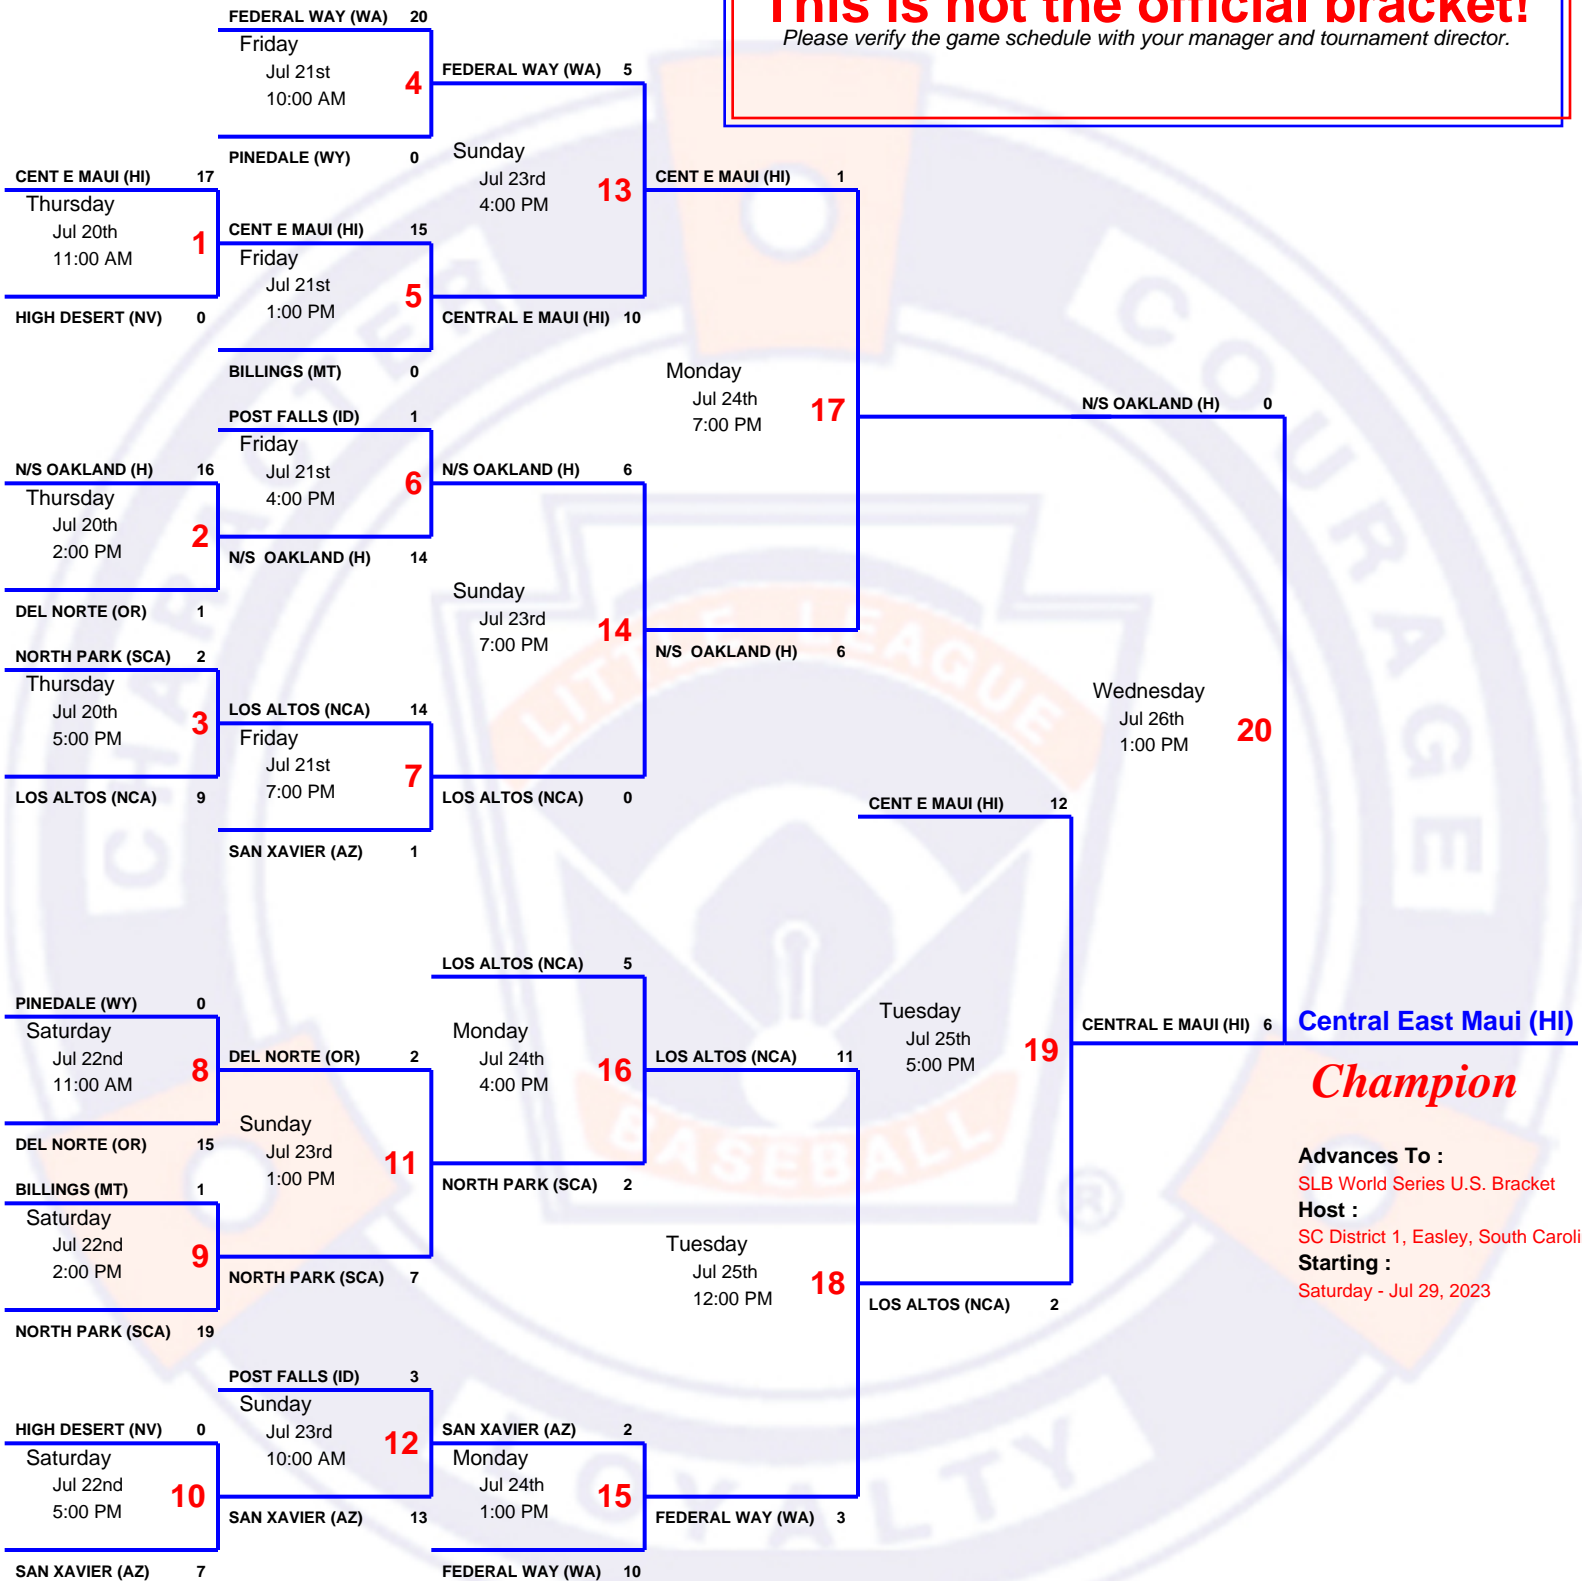 This is not the official bracket!
Please verify the game schedule with your manager and tournament director.
FEDERAL WAY (WA) 20
Friday
Jul 21st
10:00 AM
4
PINEDALE (WY) 0
FEDERAL WAY (WA) 5
Sunday
Jul 23rd
4:00 PM
13
CENT E MAUI (HI) 17
Thursday
Jul 20th
11:00 AM
1
HIGH DESERT (NV) 0
CENT E MAUI (HI) 15
Friday
Jul 21st
1:00 PM
5
BILLINGS (MT) 0
CENTRAL E MAUI (HI) 10
CENT E MAUI (HI) 1
Monday
Jul 24th
7:00 PM
17
POST FALLS (ID) 1
Friday
Jul 21st
4:00 PM
6
N/S OAKLAND (H) 14
N/S OAKLAND (H) 16
Thursday
Jul 20th
2:00 PM
2
DEL NORTE (OR) 1
N/S OAKLAND (H) 6
Sunday
Jul 23rd
7:00 PM
14
N/S OAKLAND (H) 6
N/S OAKLAND (H) 0
NORTH PARK (SCA) 2
Thursday
Jul 20th
5:00 PM
3
LOS ALTOS (NCA) 9
LOS ALTOS (NCA) 14
Friday
Jul 21st
7:00 PM
7
SAN XAVIER (AZ) 1
LOS ALTOS (NCA) 0
Wednesday
Jul 26th
1:00 PM
20
CENT E MAUI (HI) 12
Tuesday
Jul 25th
5:00 PM
19
CENTRAL E MAUI (HI) 6
Central East Maui (HI)
Champion
Advances To :
SLB World Series U.S. Bracket
Host :
SC District 1, Easley, South Caroli
Starting :
Saturday - Jul 29, 2023
LOS ALTOS (NCA) 5
Monday
Jul 24th
4:00 PM
16
NORTH PARK (SCA) 2
PINEDALE (WY) 0
Saturday
Jul 22nd
11:00 AM
8
DEL NORTE (OR) 15
DEL NORTE (OR) 2
Sunday
Jul 23rd
1:00 PM
11
NORTH PARK (SCA) 7
BILLINGS (MT) 1
Saturday
Jul 22nd
2:00 PM
9
NORTH PARK (SCA) 19
LOS ALTOS (NCA) 11
Tuesday
Jul 25th
12:00 PM
18
LOS ALTOS (NCA) 2
FEDERAL WAY (WA) 3
POST FALLS (ID) 3
Sunday
Jul 23rd
10:00 AM
12
SAN XAVIER (AZ) 13
HIGH DESERT (NV) 0
Saturday
Jul 22nd
5:00 PM
10
SAN XAVIER (AZ) 7
SAN XAVIER (AZ) 2
Monday
Jul 24th
1:00 PM
15
FEDERAL WAY (WA) 10
CHARACTER
COURAGE
LOYALTY
LITTLE LEAGUE
BASEBALL
®